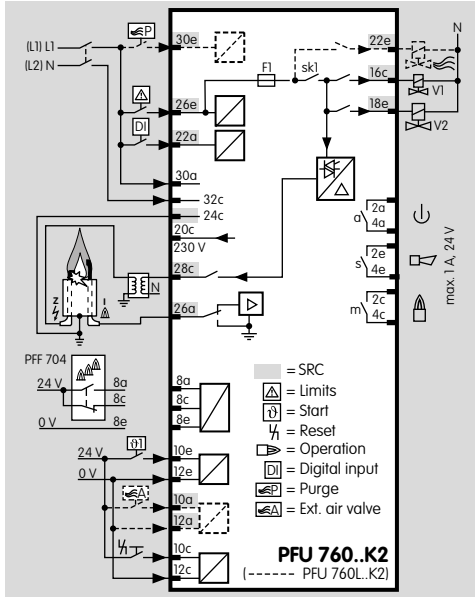 P
30e
22e
N
(L1) L1
(L2) N
F1
sk1
16c
V1
26e
18e
V2
DI
22a
30a
32c
24c
20c
230 V
28c
N
26a
Z
I
a
2a
4a
s
2e
4e
m
2c
4c
max. 1 A, 24 V
PFF 704
24 V
8a
8c
0 V
8e
8a
8c
8e
24 V
ϑ1
10e
0 V
12e
A
10a
12a
10c
12c
= SRC
= Limits
ϑ = Start
= Reset
= Operation
DI = Digital input
P = Purge
A = Ext. air valve
PFU 760..K2
(------ PFU 760L..K2)